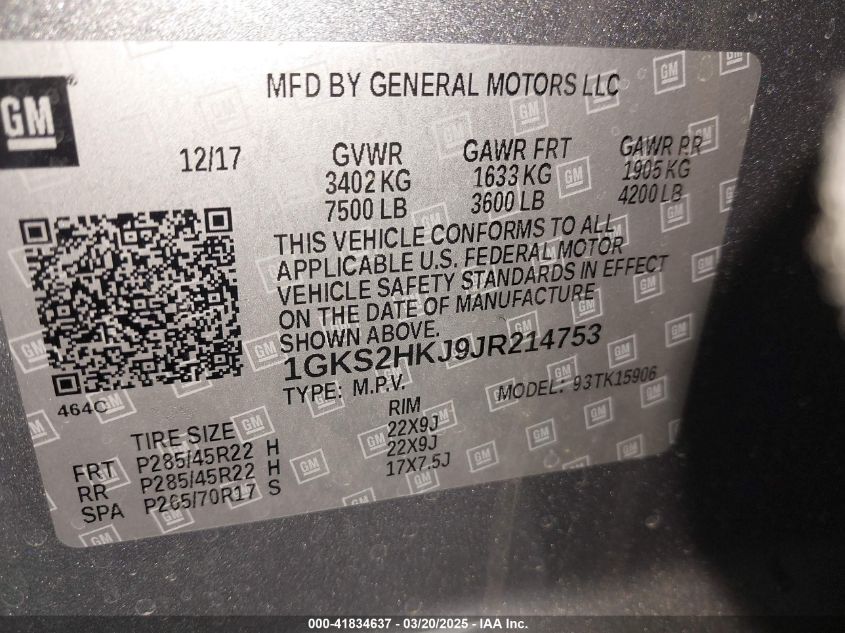 GM
MFD BY GENERAL MOTORS LLC
12/17
GVWR
3402 KG
7500 LB
GAWR FRT
1633 KG
3600 LB
GAWR RR
1905 KG
4200 LB
THIS VEHICLE CONFORMS TO ALL
APPLICABLE U.S. FEDERAL MOTOR
VEHICLE SAFETY STANDARDS IN EFFECT
ON THE DATE OF MANUFACTURE
SHOWN ABOVE.
1GKS2HKJ9JR214753
TYPE: M.P.V. MODEL: 93TK15906
464C
TIRE SIZE RIM
FRT P285/45R22 H 22X9J
RR P285/45R22 H 22X9J
SPA P265/70R17 S 17X7.5J
000-41834637 - 03/20/2025 - IAA Inc.